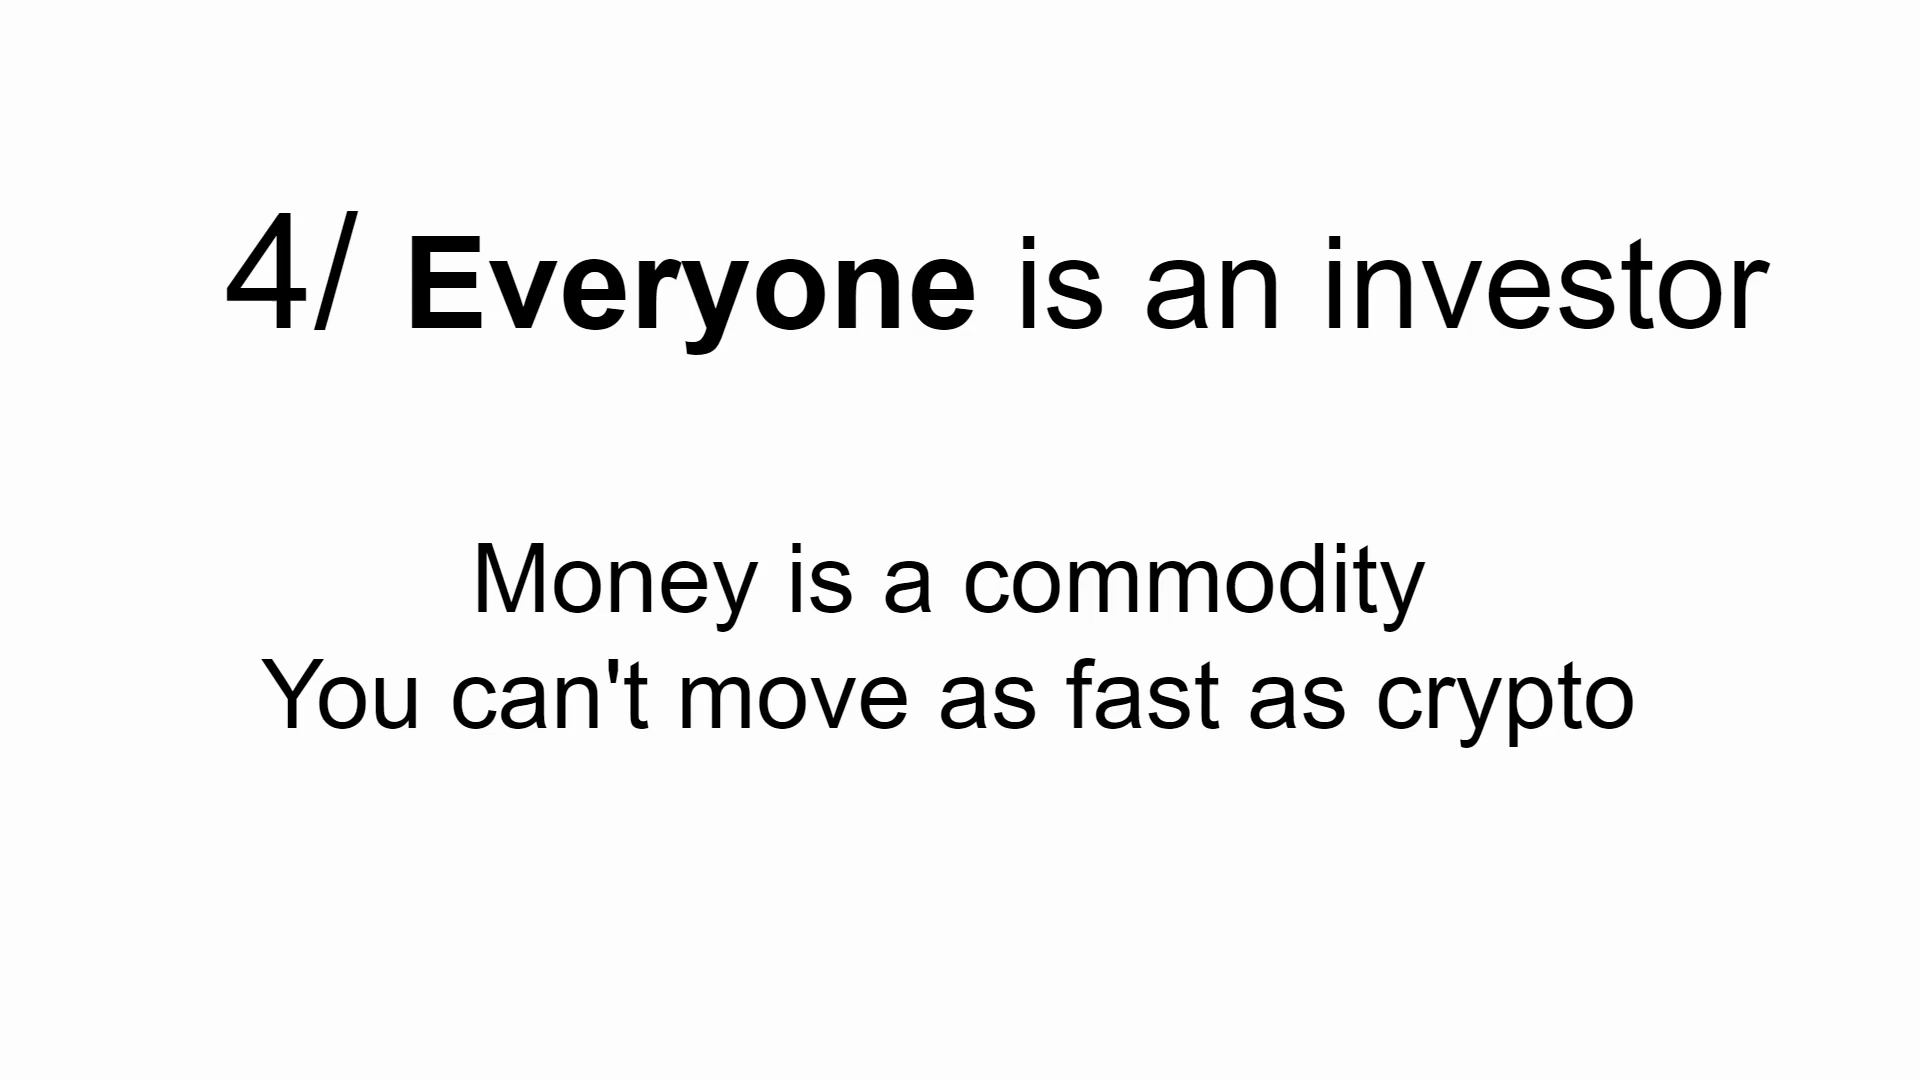 4/ Everyone is an investor
Money is a commodity
You can't move as fast as crypto